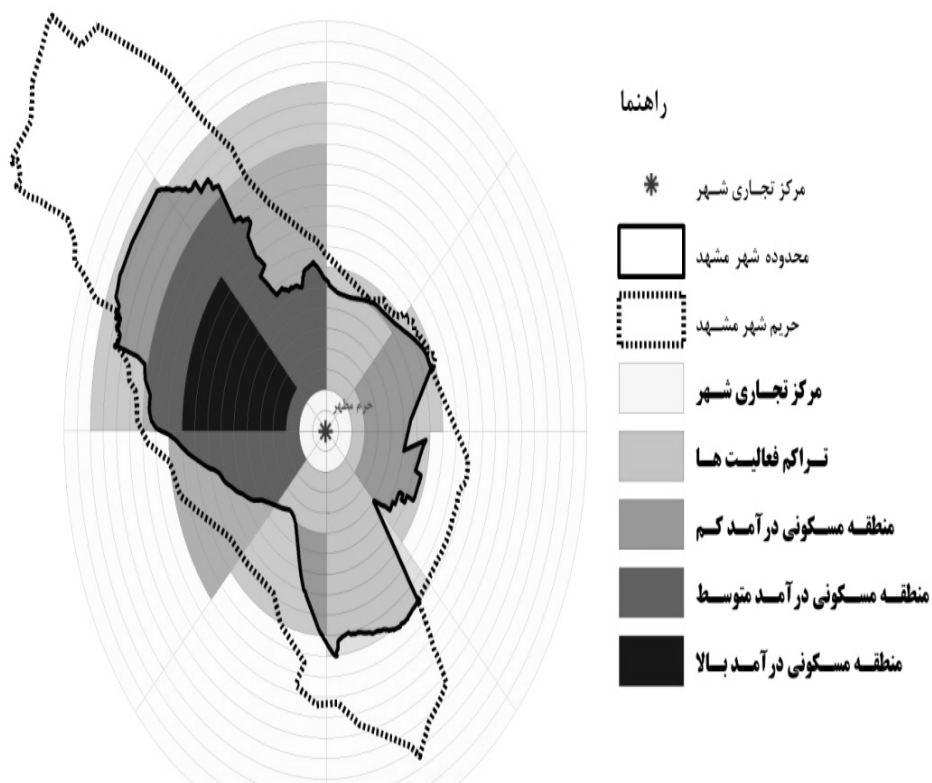 راهنما
مرکز تجاری شهر
محدوده شهر مشهد
حریم شهر مشهد
مرکز تجاری شهر
تراکم فعالیت ها
منطقه مسکونی درآمد کم
منطقه مسکونی درآمد متوسط
منطقه مسکونی درآمد بالا
حرم مطهر